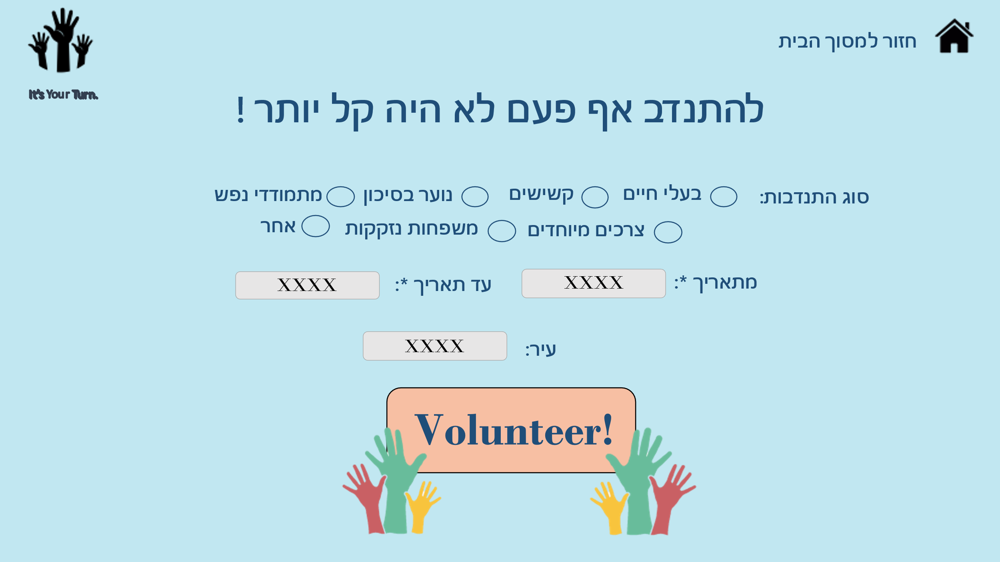 חזור למסוך הבית
It's Your Turn.
להתנדב אף פעם לא היה קל יותר !
סוג התנדבות: בעלי חיים קשישים נוער בסיכון מתמודדי נפש
צרכים מיוחדים משפחות נזקקות אחר
מתאריך *: XXXX עד תאריך *: XXXX
עיר: XXXX
Volunteer!